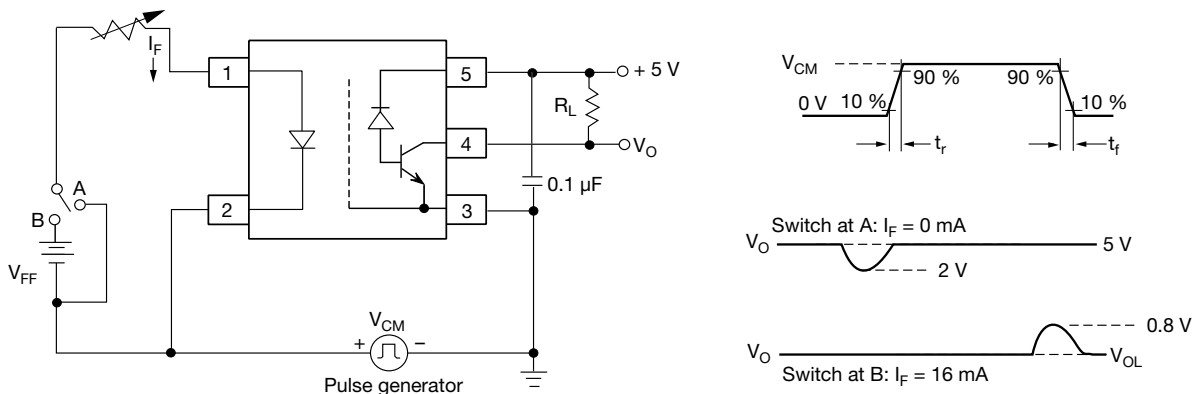 I_F
1
5
+ 5 V
R_L
4
V_O
0.1 µF
2
3
A
B
V_FF
V_CM
+
−
Pulse generator
V_CM
90 %
90 %
0 V
10 %
10 %
t_r
t_f
Switch at A: I_F = 0 mA
V_O
5 V
2 V
0.8 V
V_O
V_OL
Switch at B: I_F = 16 mA